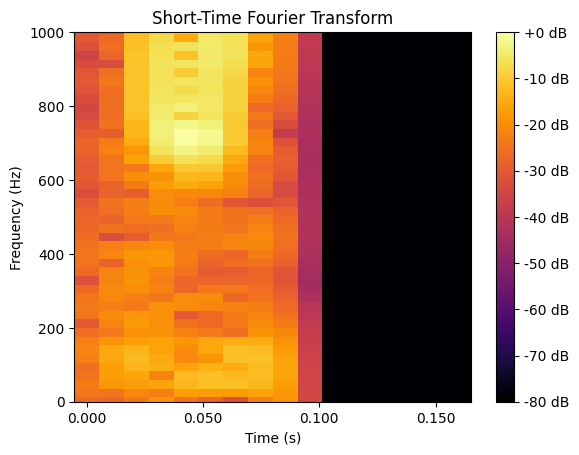 Short-Time Fourier Transform
Frequency (Hz)
1000
800
600
400
200
0
0.000
0.050
0.100
0.150
Time (s)
+0 dB
-10 dB
-20 dB
-30 dB
-40 dB
-50 dB
-60 dB
-70 dB
-80 dB